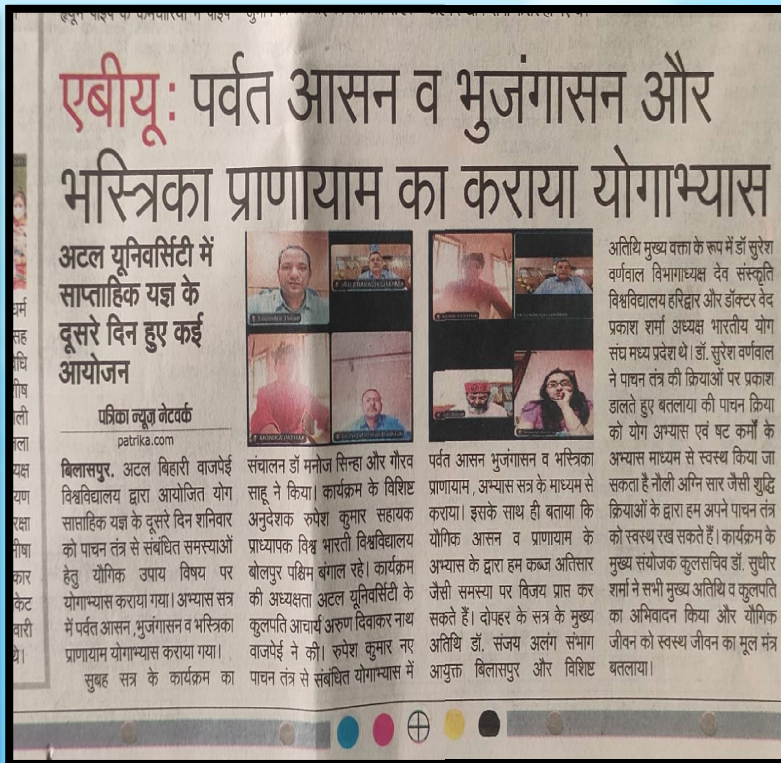 एबीयू: पर्वत आसन व भुजंगासन और
भस्त्रिका प्राणायाम का कराया योगाभ्यास
अटल यूनिवर्सिटी में
साप्ताहिक यज्ञ के
दूसरे दिन हुए कई
आयोजन
पत्रिका न्यूज़ नेटवर्क
patrika.com
बिलासपुर. अटल बिहारी वाजपेई
विश्वविद्यालय द्वारा आयोजित योग
साप्ताहिक यज्ञ के दूसरे दिन शनिवार
को पाचन तंत्र से संबंधित समस्याओं
हेतु यौगिक उपाय विषय पर
योगाभ्यास कराया गया। अभ्यास सत्र
में पर्वत आसन ,भुजंगासन व भस्त्रिका
प्राणायाम योगाभ्यास कराया गया।
सुबह सत्र के कार्यक्रम का
संचालन डॉ मनोज सिन्हा और गौरव
साहू ने किया। कार्यक्रम के विशिष्ट
अनुदेशक रुपेश कुमार सहायक
प्राध्यापक विश्व भारती विश्वविद्यालय
बोलपुर पश्चिम बंगाल रहे। कार्यक्रम
की अध्यक्षता अटल यूनिवर्सिटी के
कुलपति आचार्य अरुण दिवाकर नाथ
वाजपेई ने की। रुपेश कुमार नए
पाचन तंत्र से संबंधित योगाभ्यास में
पर्वत आसन भुजंगासन व भस्त्रिका
प्राणायाम , अभ्यास सत्र के माध्यम से
कराया। इसके साथ ही बताया कि
यौगिक आसन व प्राणायाम के
अभ्यास के द्वारा हम कब्ज अतिसार
जैसी समस्या पर विजय प्राप्त कर
सकते हैं। दोपहर के सत्र के मुख्य
अतिथि डॉ. संजय अलंग संभाग
आयुक्त बिलासपुर और विशिष्ट
अतिथि मुख्य वक्ता के रूप में डॉ सुरेश
वर्णवाल विभागाध्यक्ष देव संस्कृति
विश्वविद्यालय हरिद्वार और डॉक्टर वेद
प्रकाश शर्मा अध्यक्ष भारतीय योग
संघ मध्य प्रदेश थे। डॉ. सुरेश वर्णवाल
ने पाचन तंत्र की क्रियाओं पर प्रकाश
डालते हुए बतलाया की पाचन क्रिया
को योग अभ्यास एवं षट कर्मों के
अभ्यास माध्यम से स्वस्थ किया जा
सकता है नौली अग्नि सार जैसी शुद्धि
क्रियाओं के द्वारा हम अपने पाचन तंत्र
को स्वस्थ रख सकते हैं। कार्यक्रम के
मुख्य संयोजक कुलसचिव डॉ. सुधीर
शर्मा ने सभी मुख्य अतिथि व कुलपति
का अभिवादन किया और यौगिक
जीवन को स्वस्थ जीवन का मूल मंत्र
बतलाया।